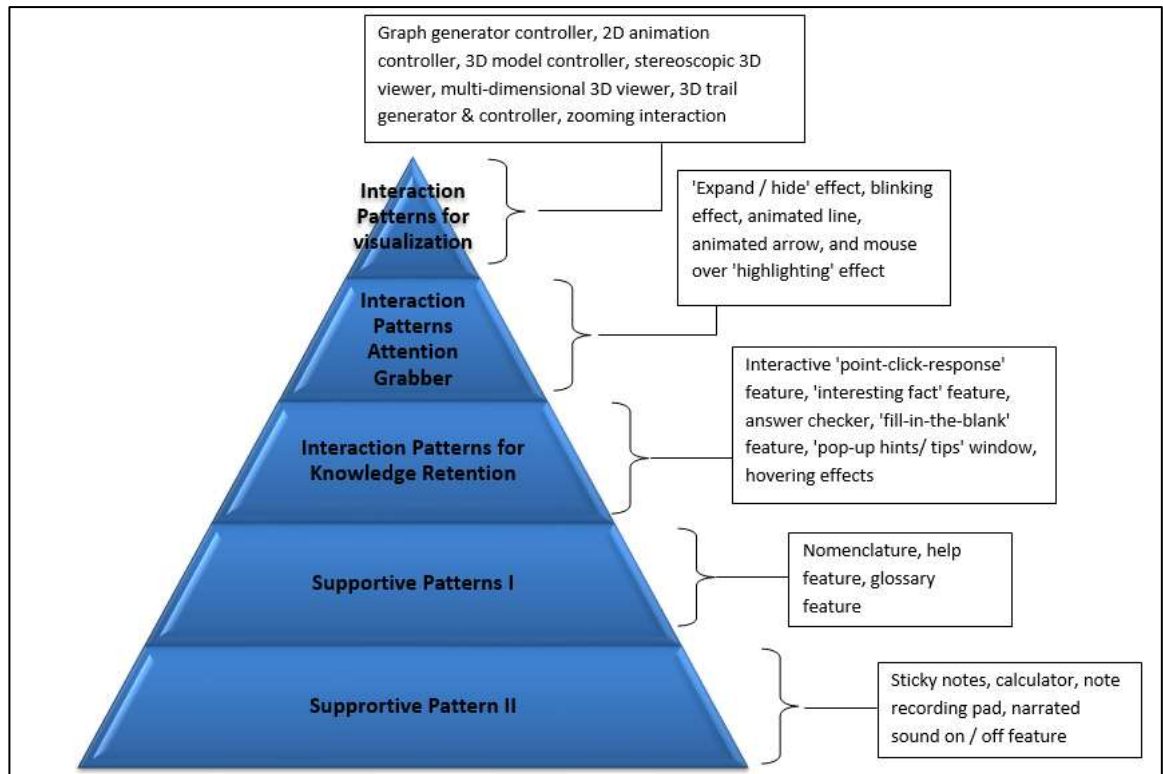 Graph generator controller, 2D animation
controller, 3D model controller, stereoscopic 3D
viewer, multi-dimensional 3D viewer, 3D trail
generator & controller, zooming interaction
Interaction
Patterns for
visualization
'Expand / hide' effect, blinking
effect, animated line,
animated arrow, and mouse
over 'highlighting' effect
Interaction
Patterns
Attention
Grabber
Interactive 'point-click-response'
feature, 'interesting fact' feature,
answer checker, 'fill-in-the-blank'
feature, 'pop-up hints/ tips' window,
hovering effects
Interaction Patterns for
Knowledge Retention
Nomenclature, help
feature, glossary
feature
Supportive Patterns I
Sticky notes, calculator, note
recording pad, narrated
sound on / off feature
Supprortive Pattern II